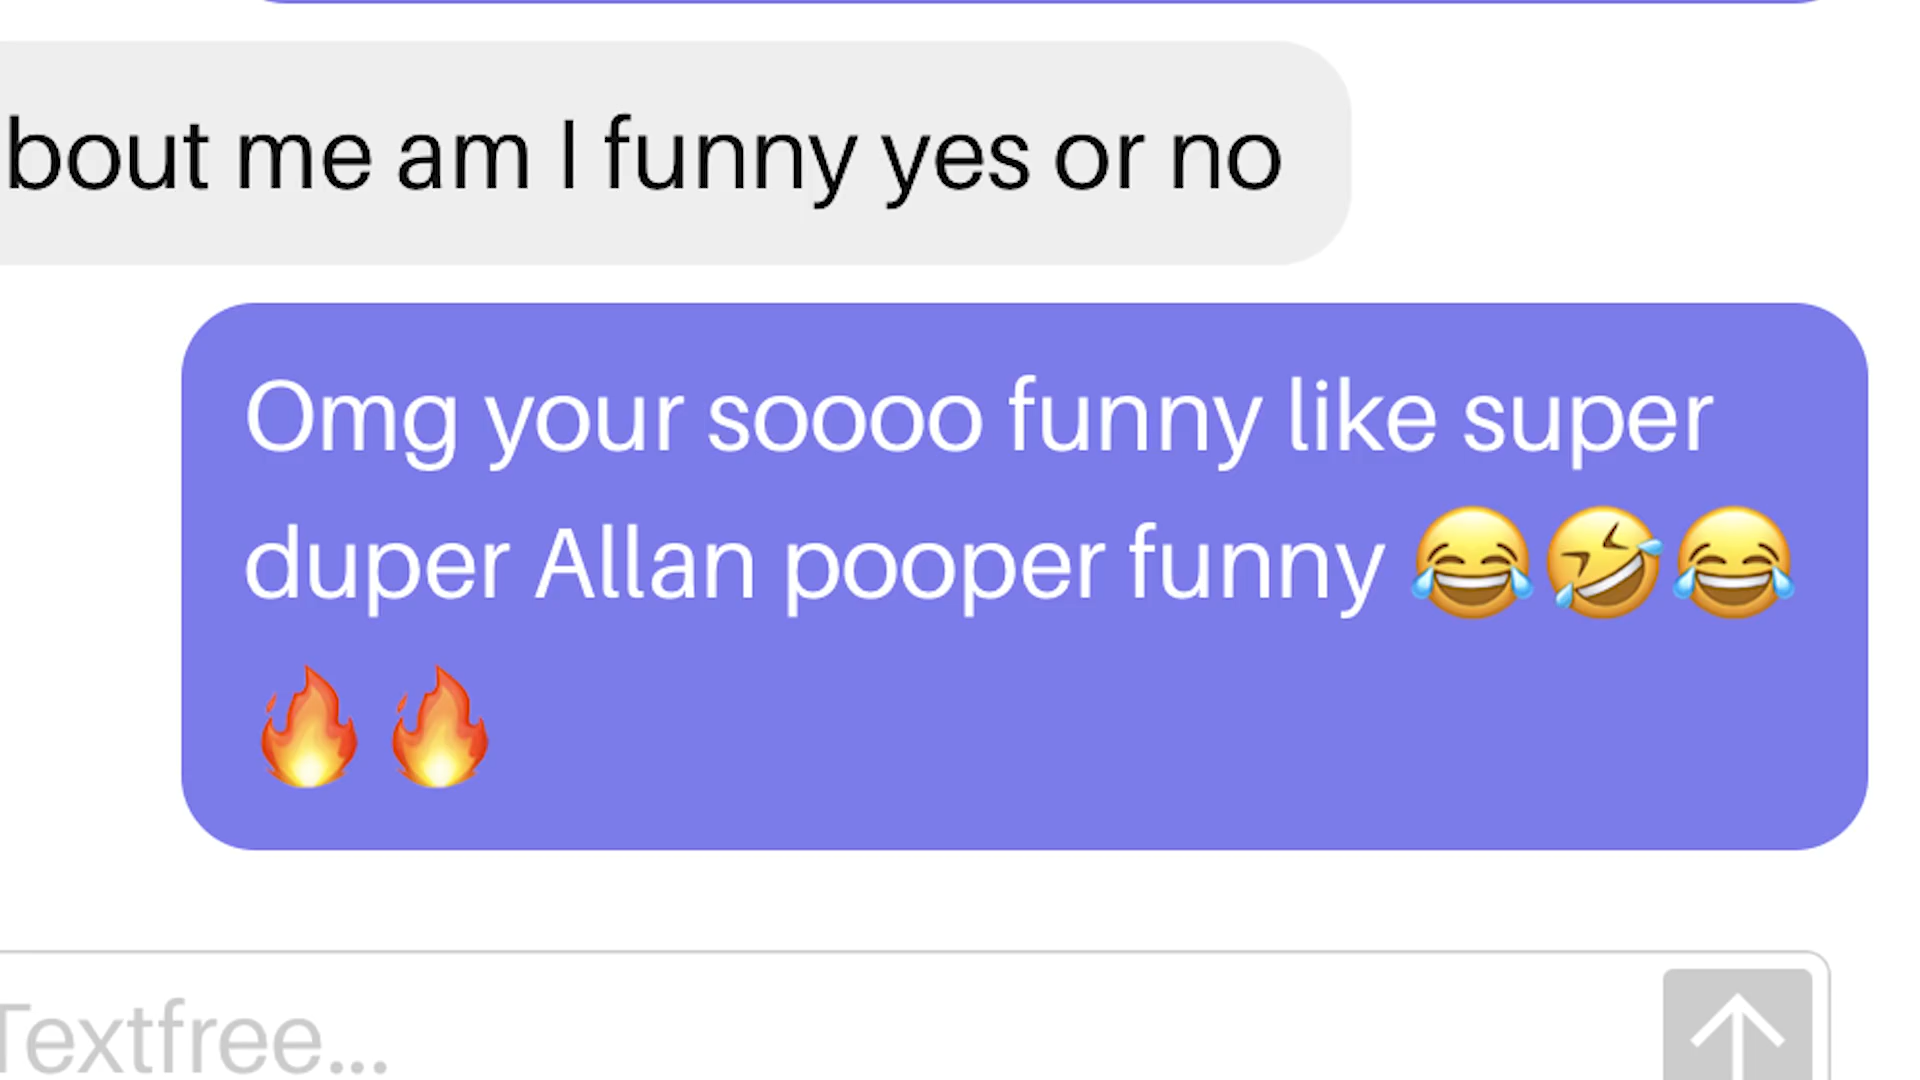 bout me am I funny yes or no
Omg your soooo funny like super
duper Allan pooper funny 😂🤣😂
🔥🔥
Textfree...